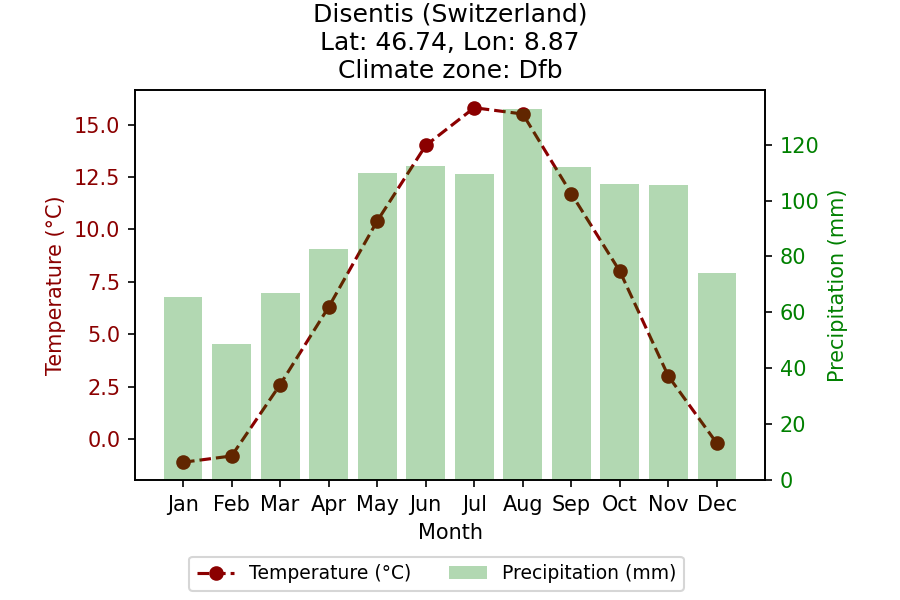 Disentis (Switzerland)
Lat: 46.74, Lon: 8.87
Climate zone: Dfb
Temperature (°C)
15.0
12.5
10.0
7.5
5.0
2.5
0.0
120
100
80
60
40
20
0
Precipitation (mm)
Jan Feb Mar Apr May Jun Jul Aug Sep Oct Nov Dec
Month
Temperature (°C) Precipitation (mm)